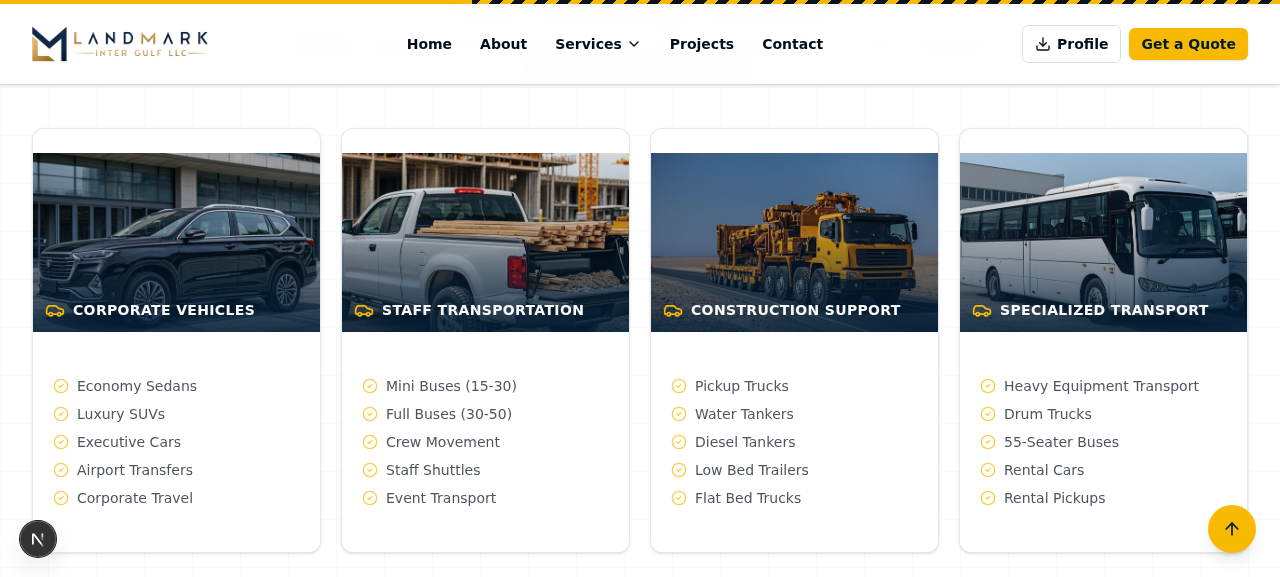 LANDMARK
INTER GULF LLC
Home
About
Services
Projects
Contact
Profile
Get a Quote
CORPORATE VEHICLES
Economy Sedans
Luxury SUVs
Executive Cars
Airport Transfers
Corporate Travel
STAFF TRANSPORTATION
Mini Buses (15-30)
Full Buses (30-50)
Crew Movement
Staff Shuttles
Event Transport
CONSTRUCTION SUPPORT
Pickup Trucks
Water Tankers
Diesel Tankers
Low Bed Trailers
Flat Bed Trucks
SPECIALIZED TRANSPORT
Heavy Equipment Transport
Drum Trucks
55-Seater Buses
Rental Cars
Rental Pickups
N